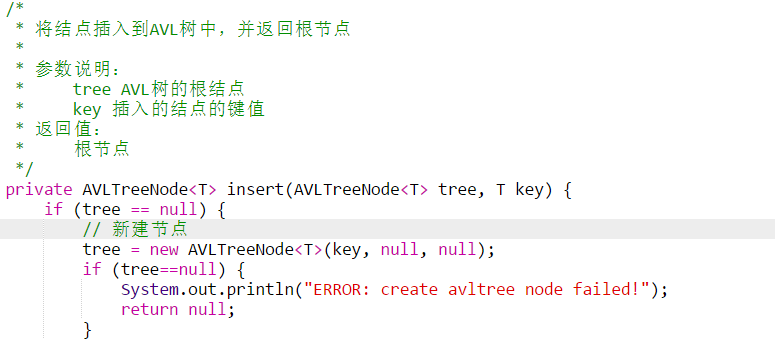 /*
 * 将结点插入到AVL树中，并返回根节点
 *
 * 参数说明：
 *     tree AVL树的根结点
 *     key 插入的结点的键值
 * 返回值：
 *     根节点
 */
private AVLTreeNode<T> insert(AVLTreeNode<T> tree, T key) {
    if (tree == null) {
        // 新建节点
        tree = new AVLTreeNode<T>(key, null, null);
        if (tree==null) {
            System.out.println("ERROR: create avltree node failed!");
            return null;
        }